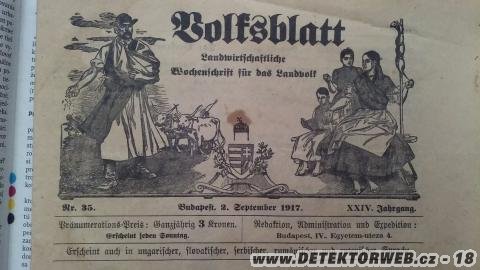 Volksblatt
Landwirtschaftliche
Wochenschrift für das Landvolk
Nr. 35. Budapest. 2. September 1917. XXIV. Jahrgang.
Pränumerations-Preis: Ganzjährig 3 Kronen.
Erscheint jeden Sonntag.
Redaktion, Administration und Expedition:
Budapest, IV., Egyetem-utcza 4.
Erscheint auch in ungarischer, slovakischer, serbischer,
www.DETEKTORWEB.cz - 18